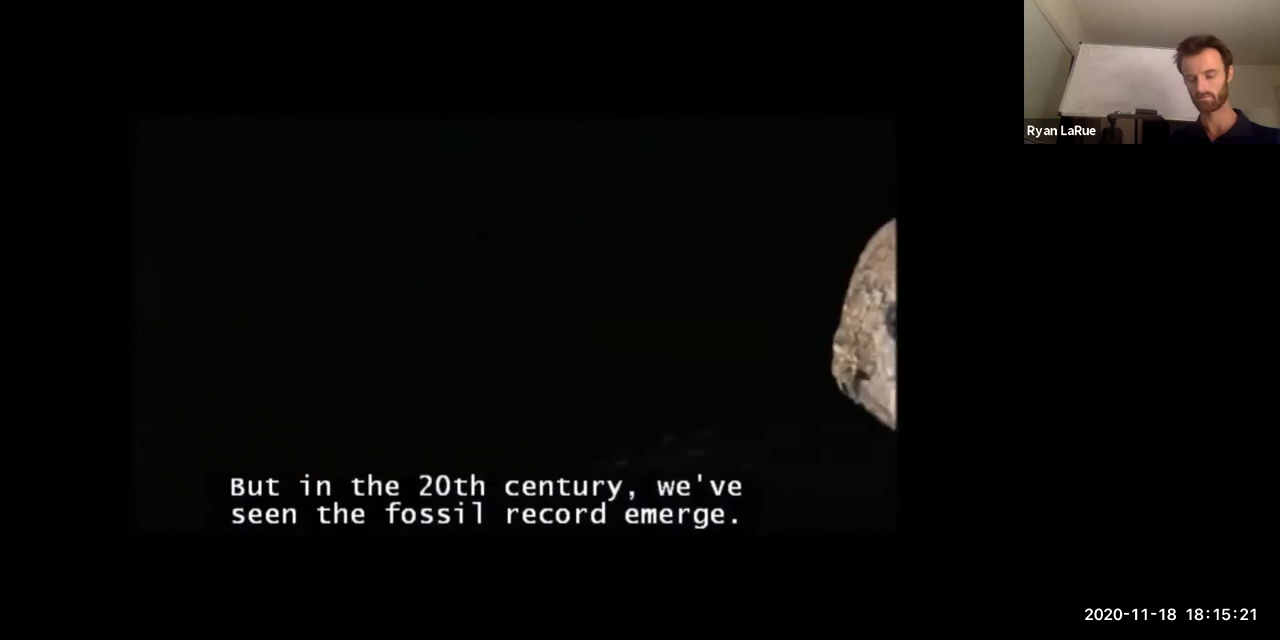 Ryan LaRue
But in the 20th century, we've
seen the fossil record emerge.
2020-11-18 18:15:21